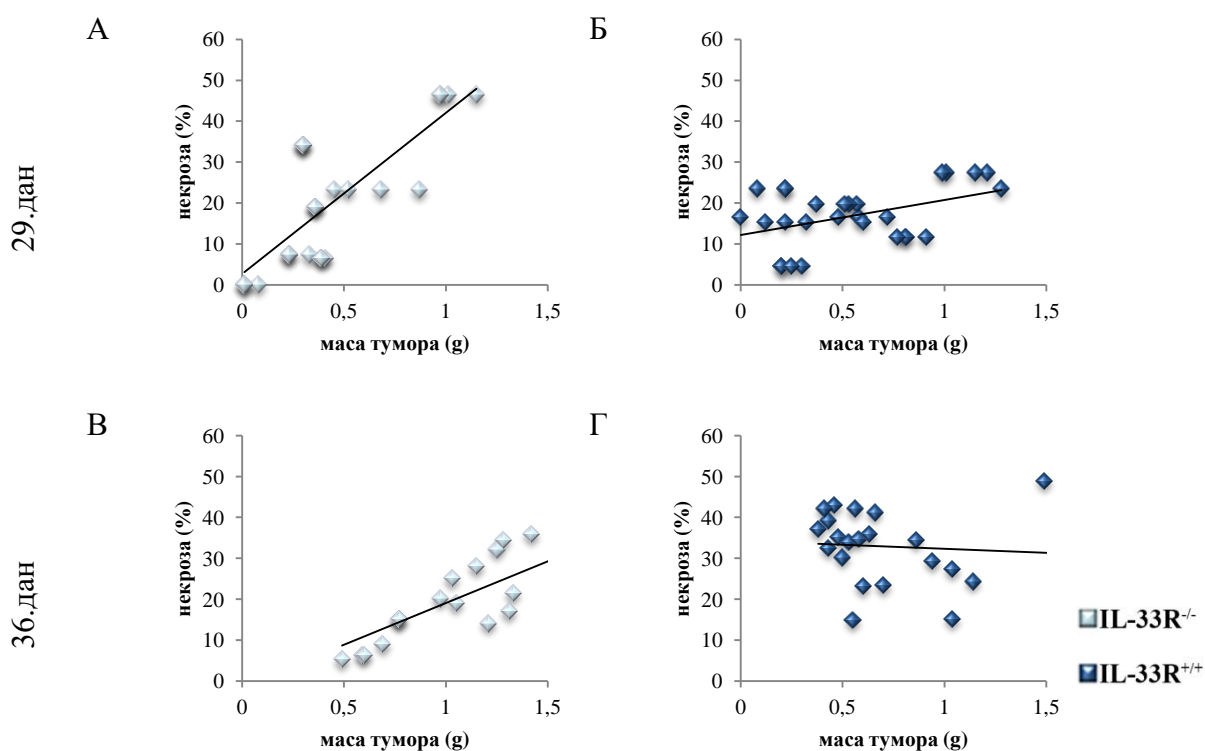 А
60
50
40
30
20
10
0
некроза (%)
0 0,5 1 1,5
маса тумора (g)
Б
60
50
40
30
20
10
0
некроза (%)
0 0,5 1 1,5
маса тумора (g)
29.дан
В
60
50
40
30
20
10
0
некроза (%)
0 0,5 1 1,5
маса тумора (g)
Г
60
50
40
30
20
10
0
некроза (%)
0 0,5 1 1,5
маса тумора (g)
36.дан
IL-33R-/-
IL-33R+/+